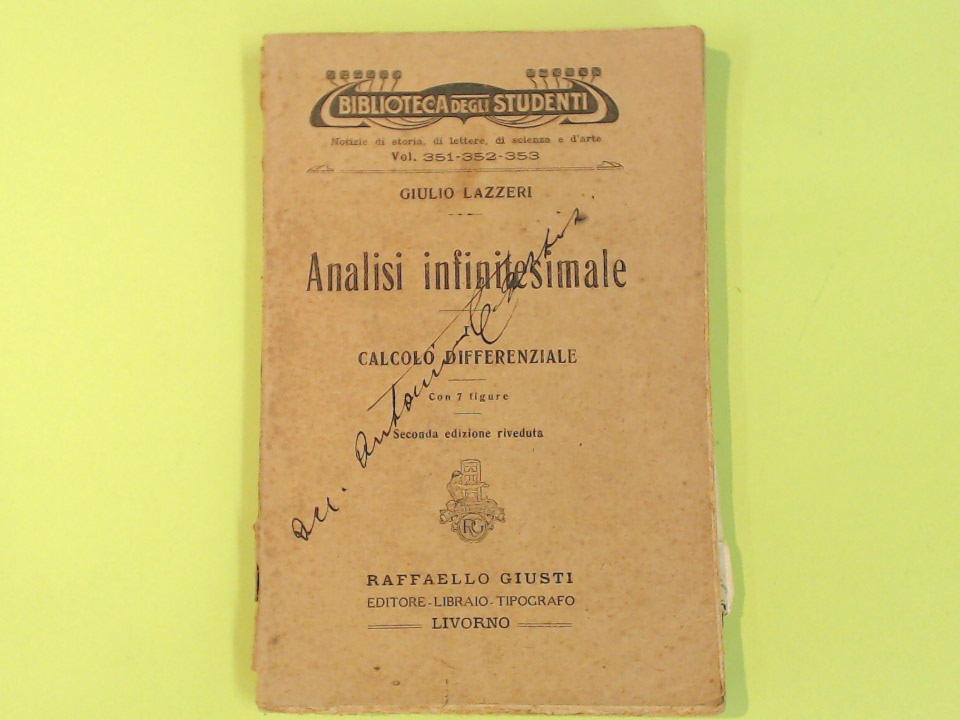 BIBLIOTECA DEGLI STUDENTI
Notizie di storia, di lettere, di scienza e d'arte
Vol. 351-352-353
GIULIO LAZZERI
Analisi infinitesimale
I
CALCOLO DIFFERENZIALE
Con 7 figure
Seconda edizione riveduta
RG
RAFFAELLO GIUSTI
EDITORE-LIBRAIO-TIPOGRAFO
LIVORNO